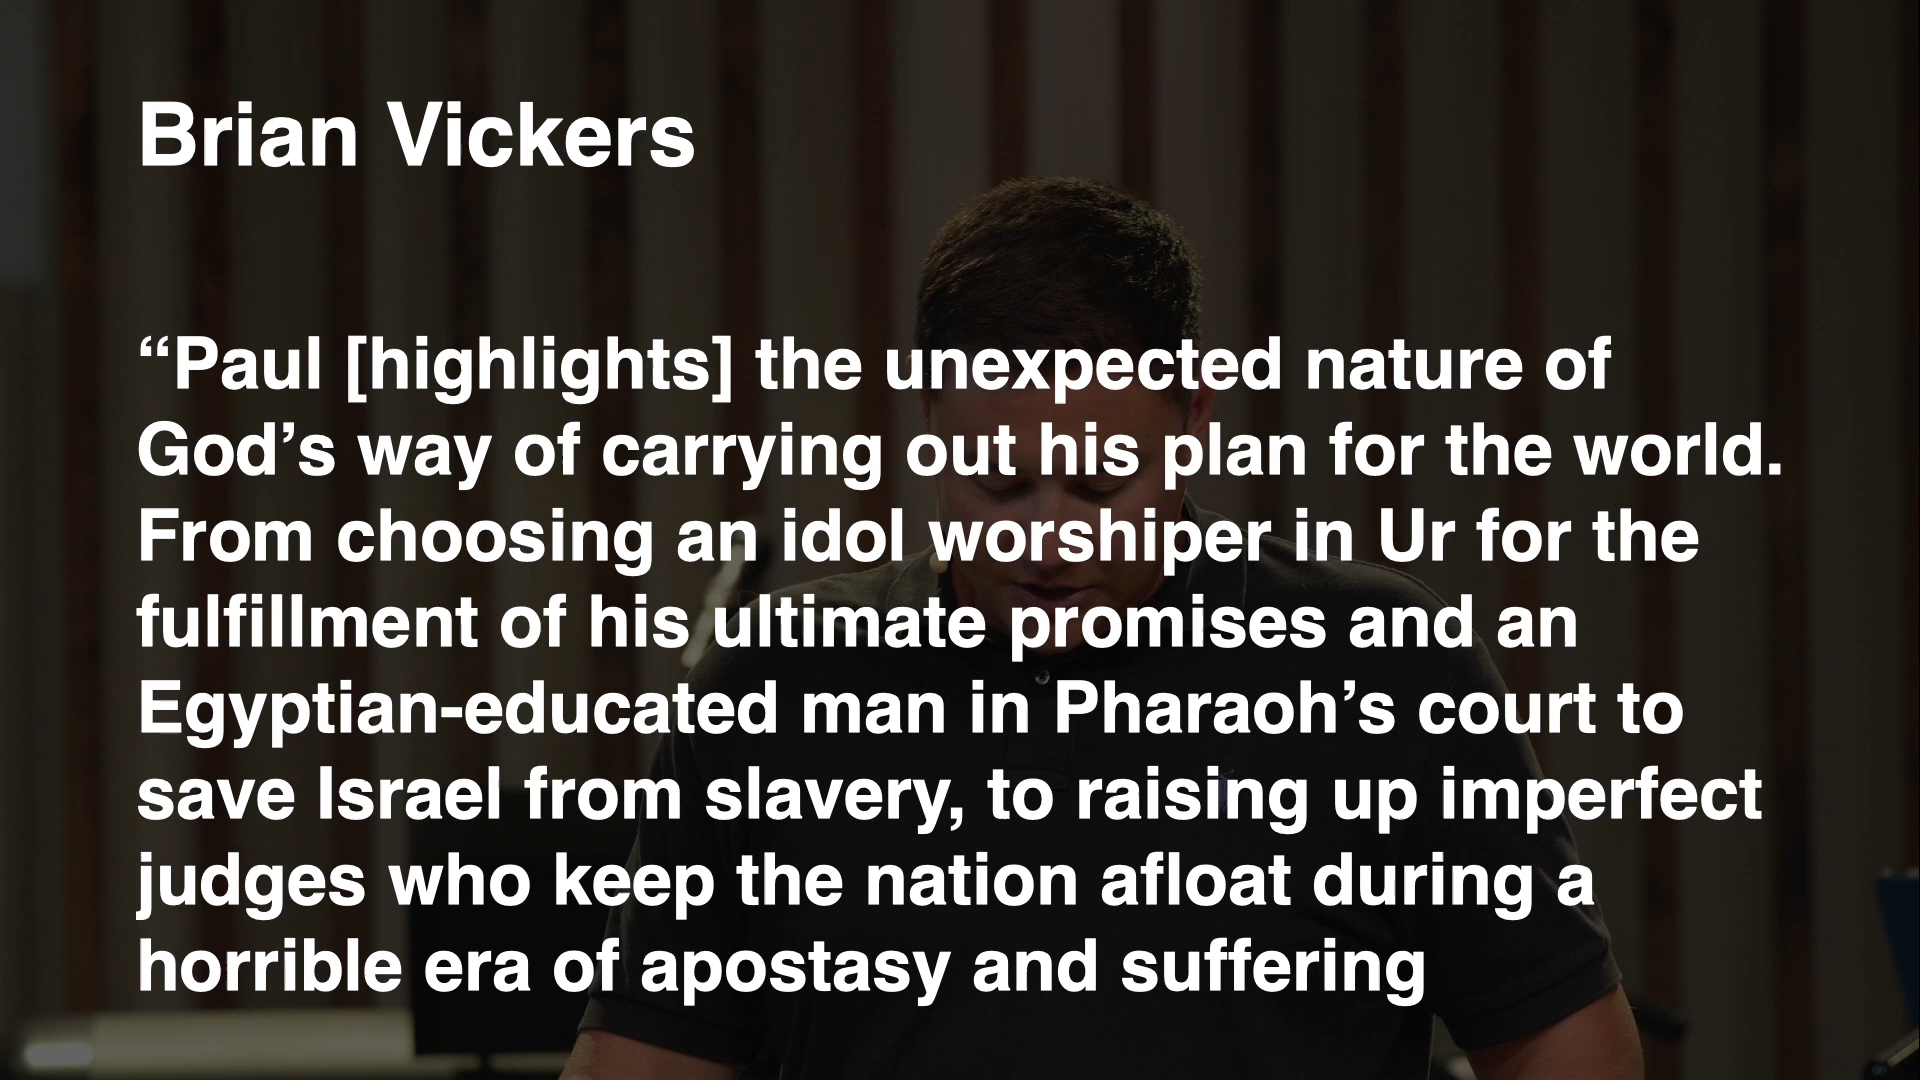 Brian Vickers
“Paul [highlights] the unexpected nature of
God’s way of carrying out his plan for the world.
From choosing an idol worshiper in Ur for the
fulfillment of his ultimate promises and an
Egyptian-educated man in Pharaoh’s court to
save Israel from slavery, to raising up imperfect
judges who keep the nation afloat during a
horrible era of apostasy and suffering